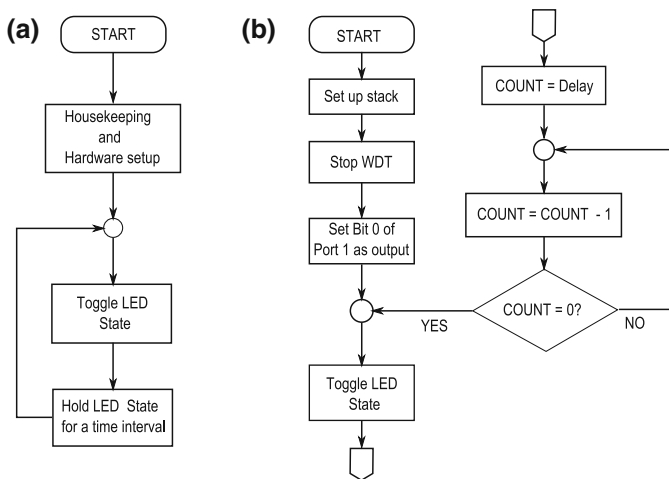 (a)
START
Housekeeping
and
Hardware setup
Toggle LED
State
Hold LED State
for a time interval
(b)
START
Set up stack
Stop WDT
Set Bit 0 of
Port 1 as output
Toggle LED
State
COUNT = Delay
COUNT = COUNT - 1
COUNT = 0?
YES
NO